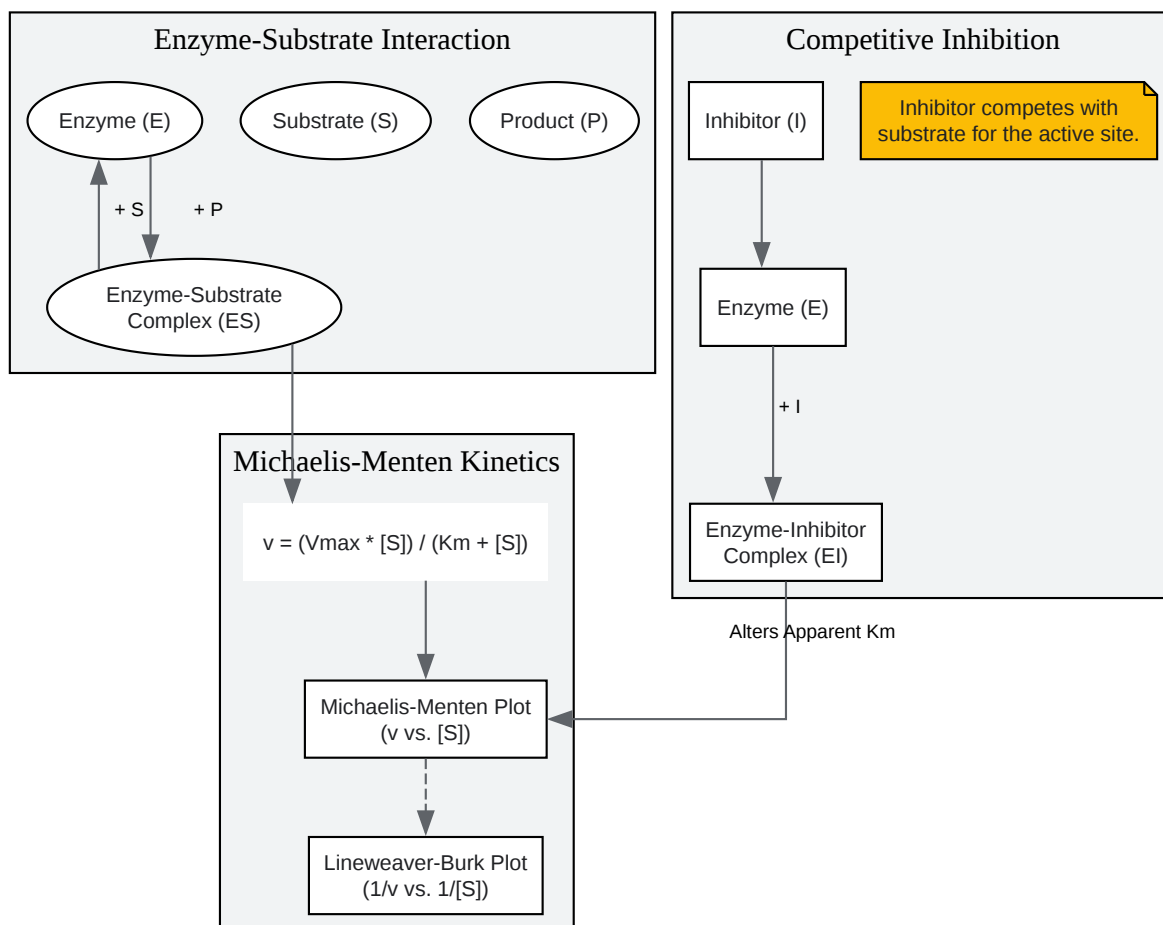 Enzyme-Substrate Interaction
Enzyme (E)
Substrate (S)
Product (P)
+ S
+ P
Enzyme-Substrate
Complex (ES)
Competitive Inhibition
Inhibitor (I)
Inhibitor competes with
substrate for the active site.
Enzyme (E)
+ I
Enzyme-Inhibitor
Complex (EI)
Alters Apparent Km
Michaelis-Menten Kinetics
v = (Vmax * [S]) / (Km + [S])
Michaelis-Menten Plot
(v vs. [S])
Lineweaver-Burk Plot
(1/v vs. 1/[S])